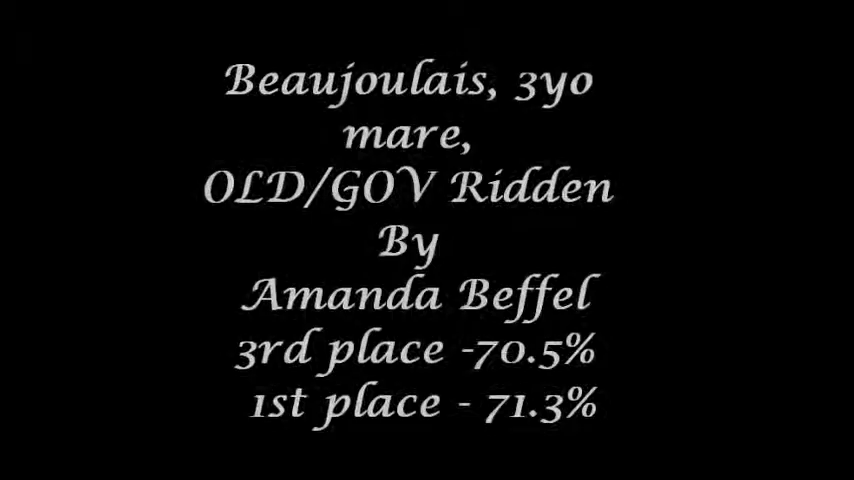 Beaujoulais, 3yo
mare,
OLD/GOV Ridden
By
Amanda Beffel
3rd place -70.5%
1st place - 71.3%